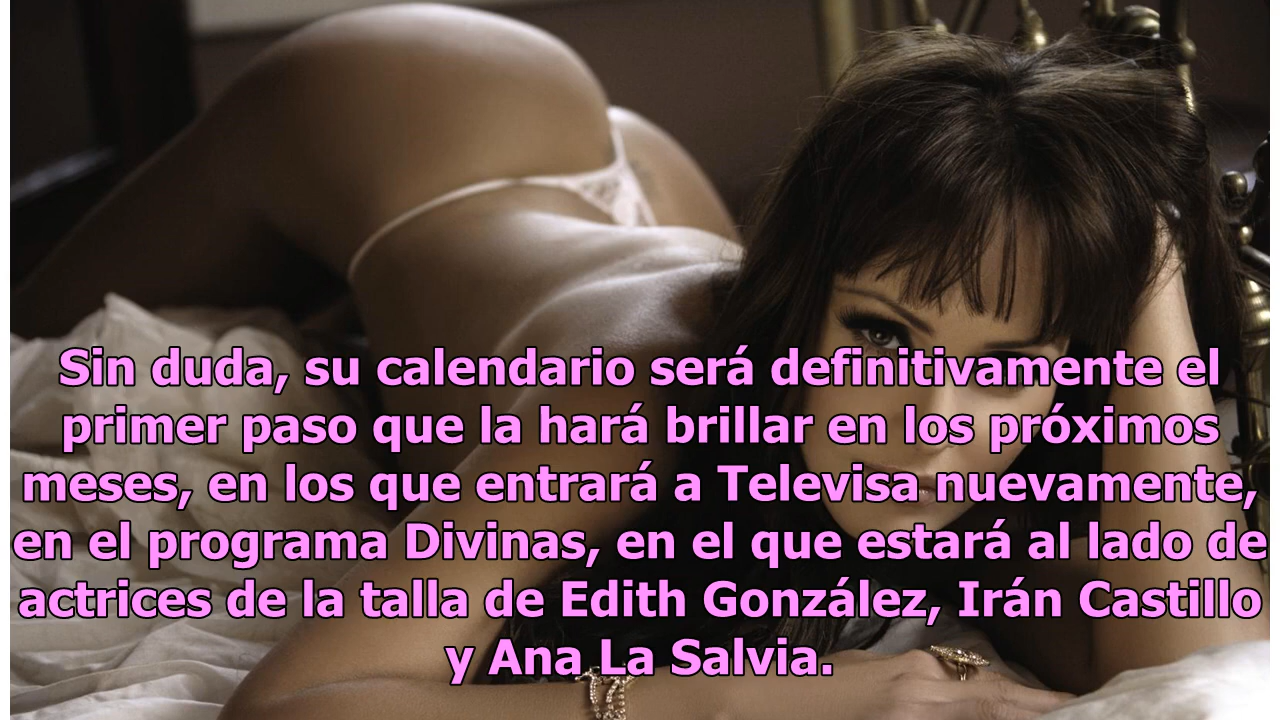 Sin duda, su calendario será definitivamente el
primer paso que la hará brillar en los próximos
meses, en los que entrará a Televisa nuevamente,
en el programa Divinas, en el que estará al lado de
actrices de la talla de Edith González, Irán Castillo
y Ana La Salvia.